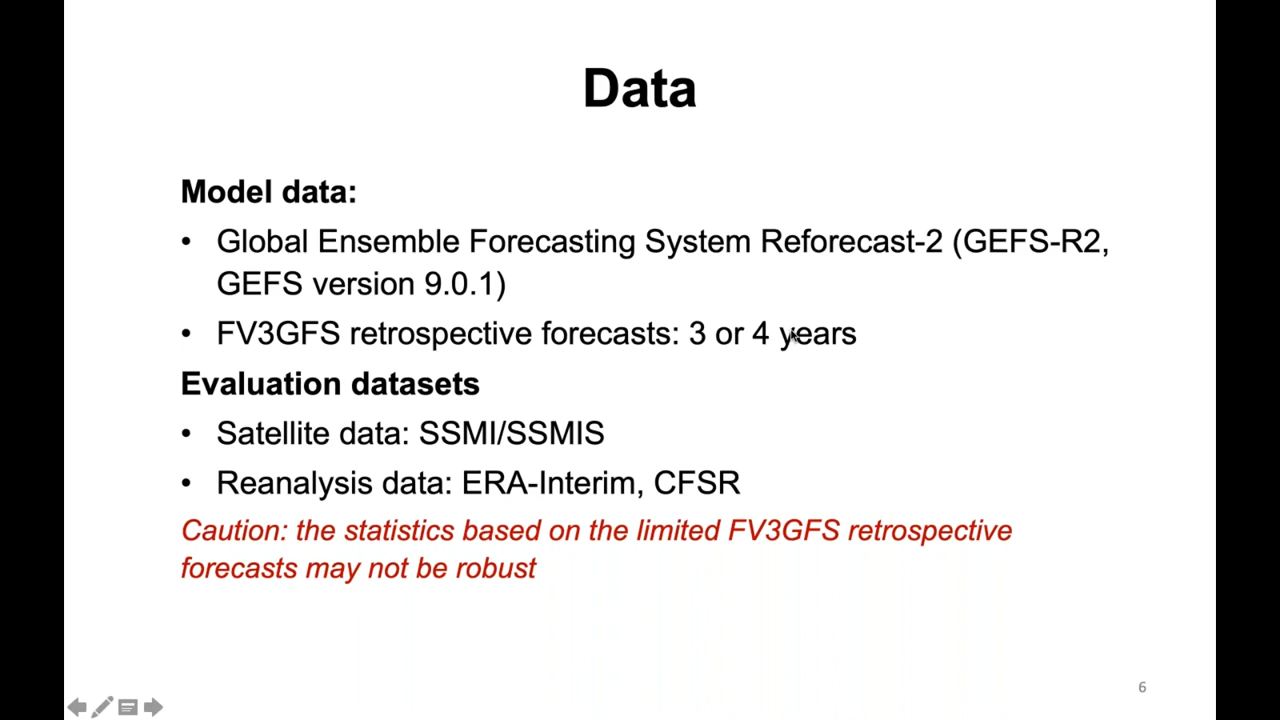 Data
Model data:
• Global Ensemble Forecasting System Reforecast-2 (GEFS-R2,
GEFS version 9.0.1)
• FV3GFS retrospective forecasts: 3 or 4 years
Evaluation datasets
• Satellite data: SSMI/SSMIS
• Reanalysis data: ERA-Interim, CFSR
Caution: the statistics based on the limited FV3GFS retrospective
forecasts may not be robust
6